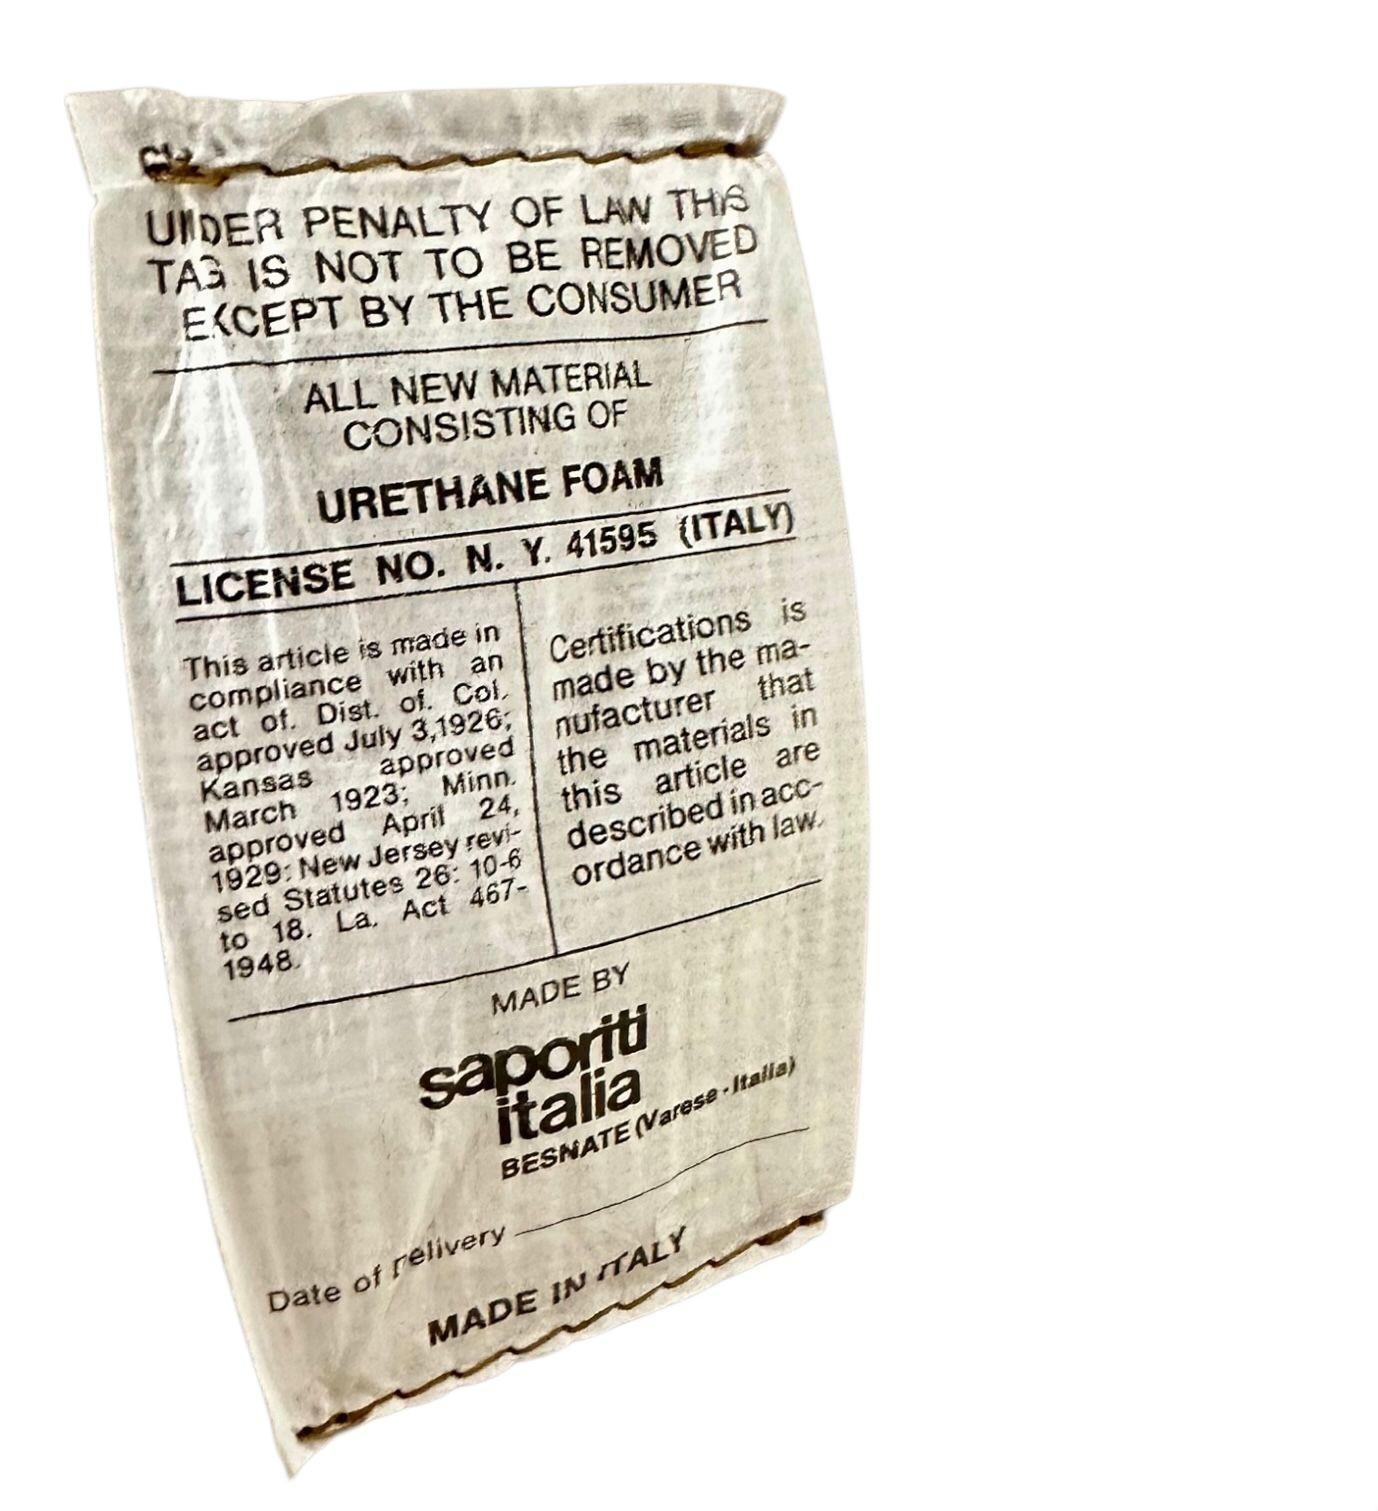 UNDER PENALTY OF LAW THIS
TAG IS NOT TO BE REMOVED
EXCEPT BY THE CONSUMER
ALL NEW MATERIAL
CONSISTING OF
URETHANE FOAM
LICENSE NO. N. Y. 41595 (ITALY)
This article is made in
compliance with an
act of. Dist. of. Col.
approved July 3,1926;
Kansas approved
March 1923; Minn.
approved April 24,
1929: New Jersey revi-
sed Statutes 26: 10-6
to 18. La. Act 467-
1948.
Certifications is
made by the ma-
nufacturer that
the materials in
this article are
described in acc-
ordance with law.
MADE BY
saporiti
italia
BESNATE (Varese - Italia)
Date of relivery
MADE IN ITALY